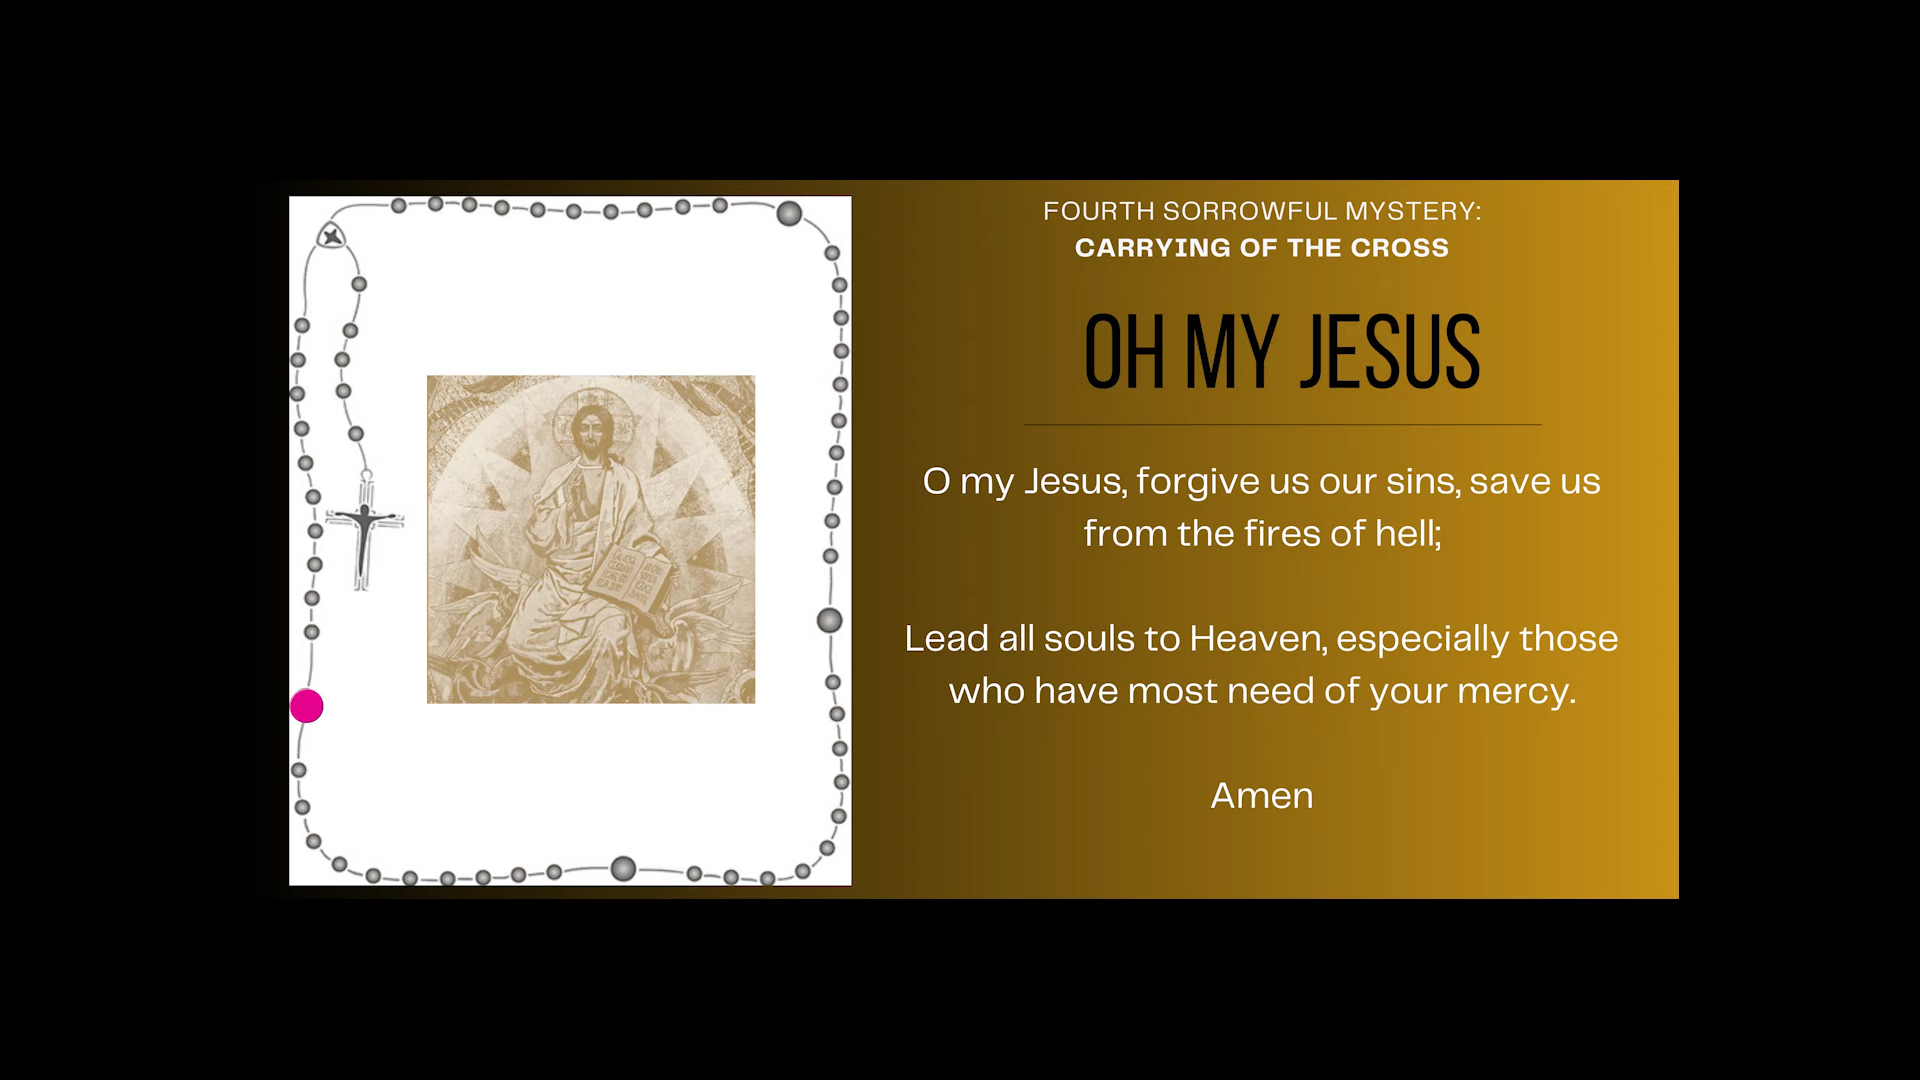 FOURTH SORROWFUL MYSTERY:
CARRYING OF THE CROSS
OH MY JESUS
O my Jesus, forgive us our sins, save us
from the fires of hell;
Lead all souls to Heaven, especially those
who have most need of your mercy.
Amen